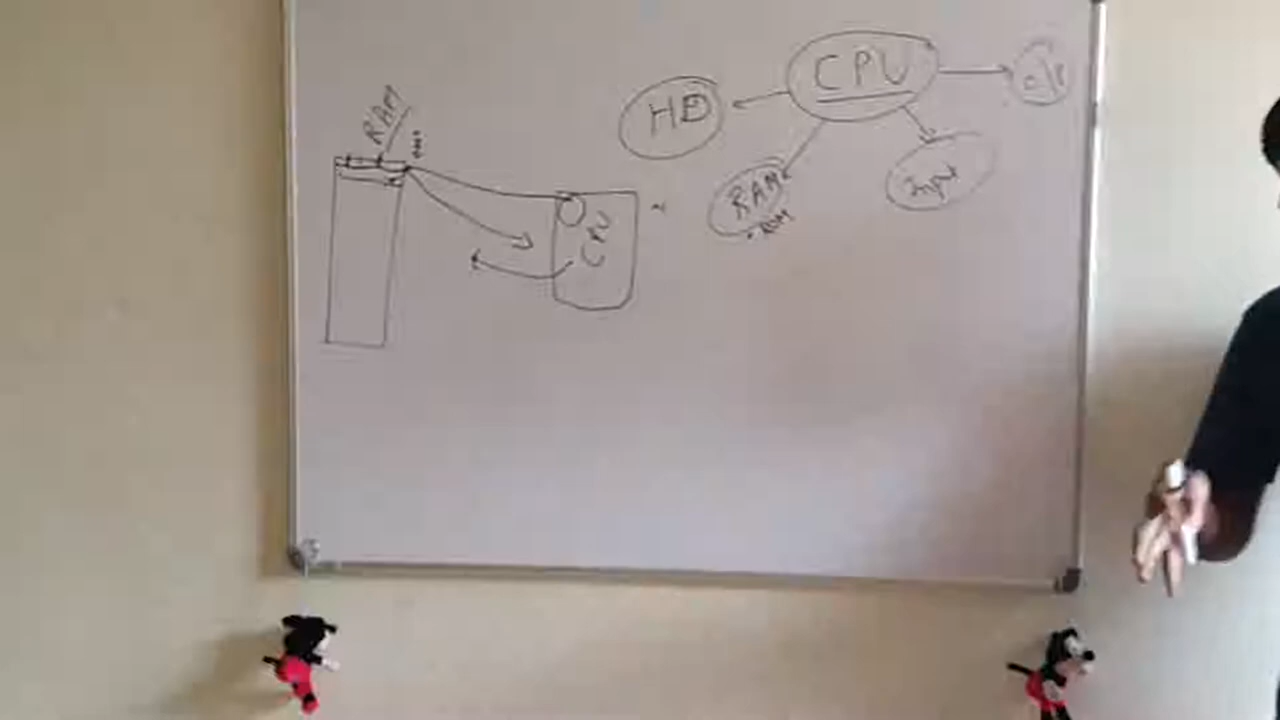 CPU
O/P
HD
RAM
Input
RAM
+ ROM
CPU